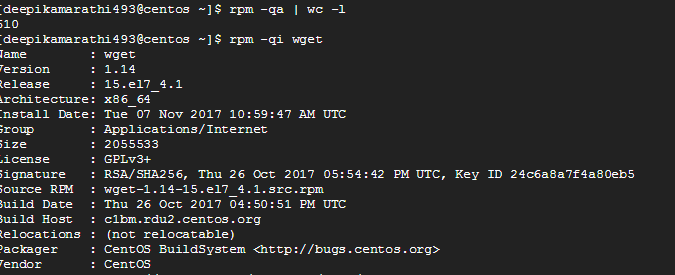 [deepikamarathi493@centos ~]$ rpm -qa | wc -l
510
[deepikamarathi493@centos ~]$ rpm -qi wget
Name        : wget
Version     : 1.14
Release     : 15.el7_4.1
Architecture: x86_64
Install Date: Tue 07 Nov 2017 10:59:47 AM UTC
Group       : Applications/Internet
Size        : 2055533
License     : GPLv3+
Signature   : RSA/SHA256, Thu 26 Oct 2017 05:54:42 PM UTC, Key ID 24c6a8a7f4a80eb5
Source RPM  : wget-1.14-15.el7_4.1.src.rpm
Build Date  : Thu 26 Oct 2017 04:50:51 PM UTC
Build Host  : c1bm.rdu2.centos.org
Relocations : (not relocatable)
Packager    : CentOS BuildSystem <http://bugs.centos.org>
Vendor      : CentOS